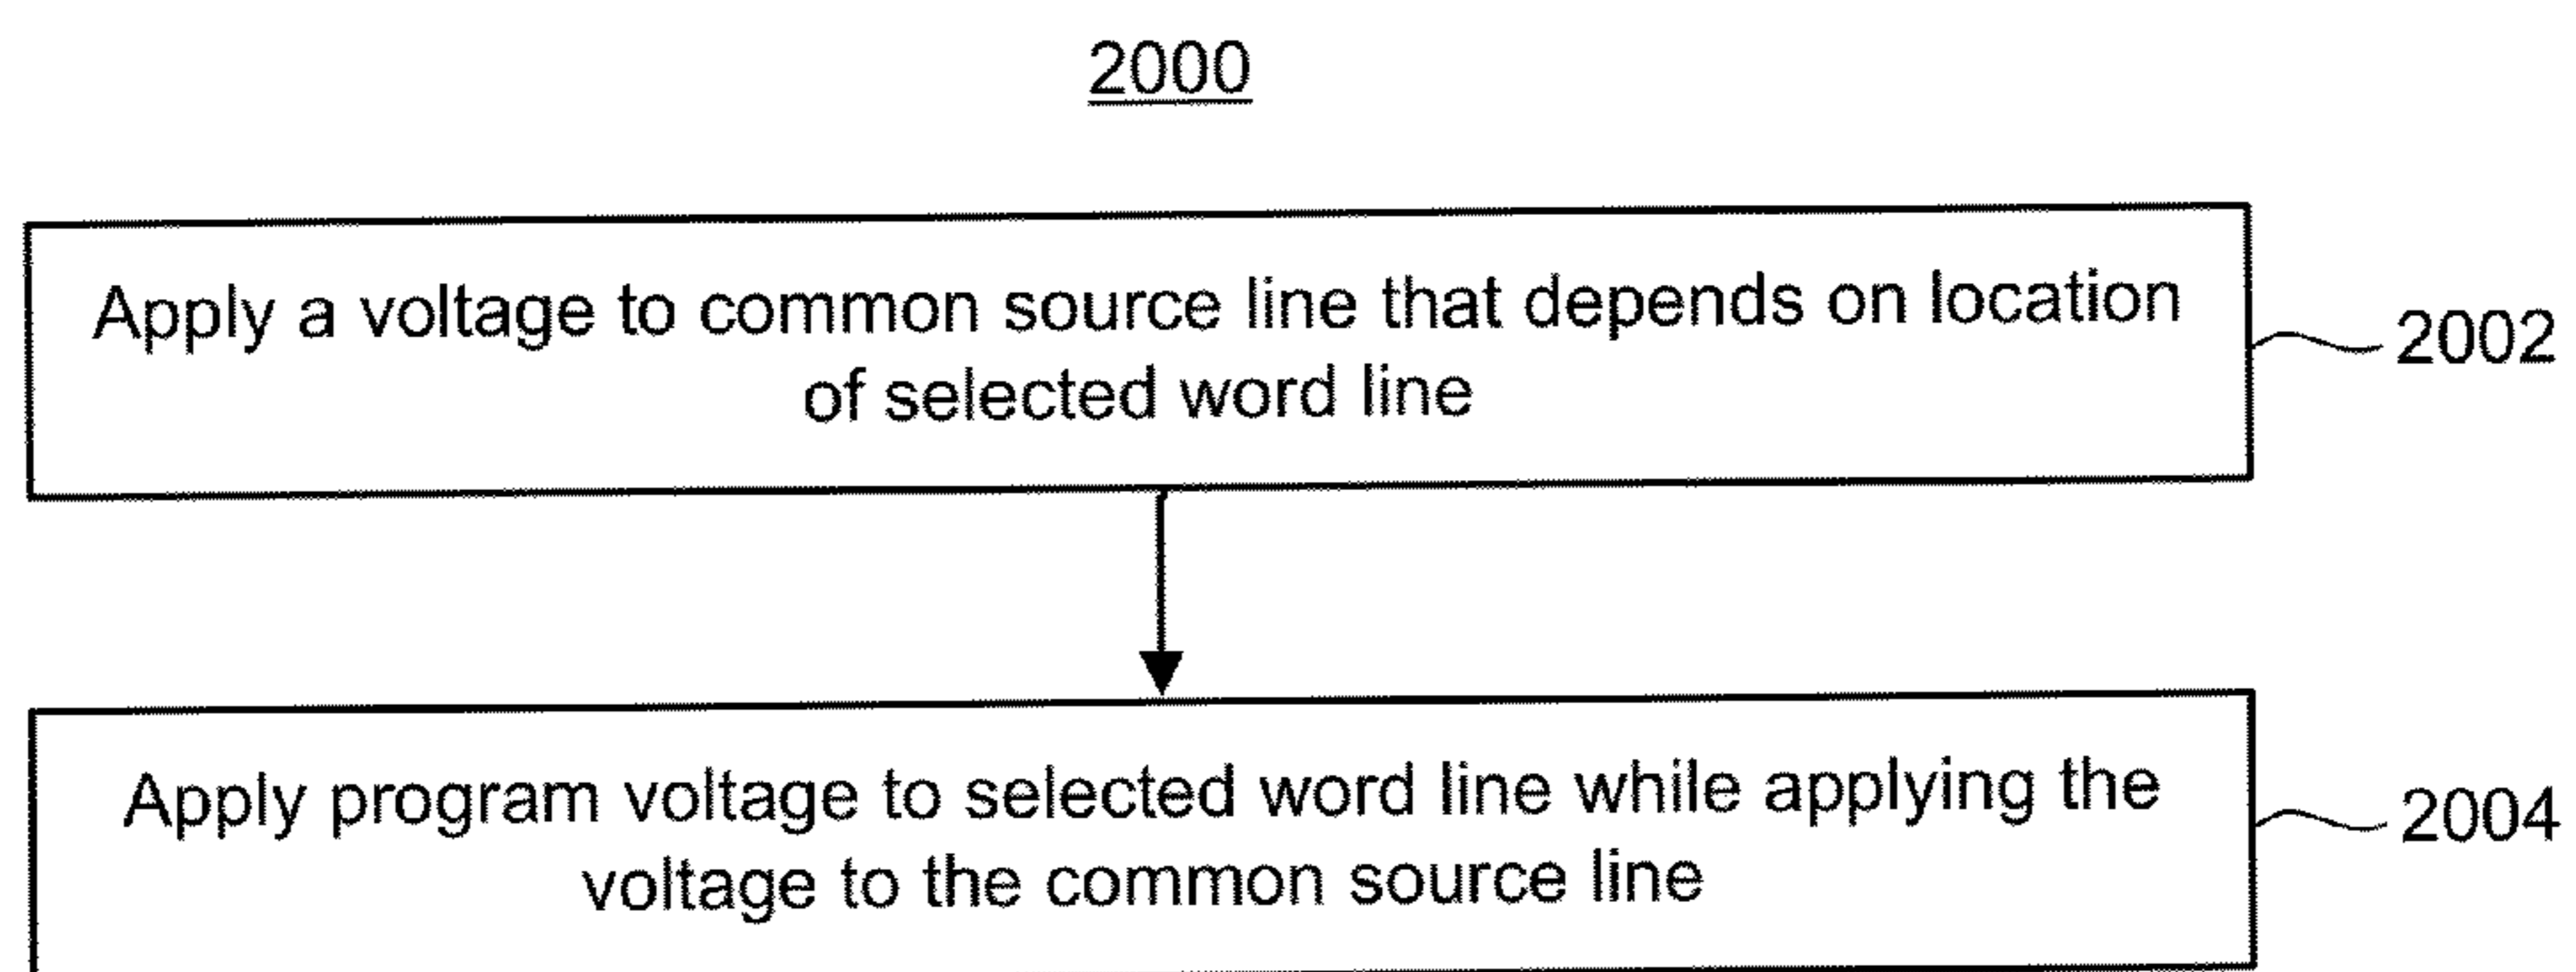 2000
Apply a voltage to common source line that depends on location
of selected word line
2002
Apply program voltage to selected word line while applying the
voltage to the common source line
2004